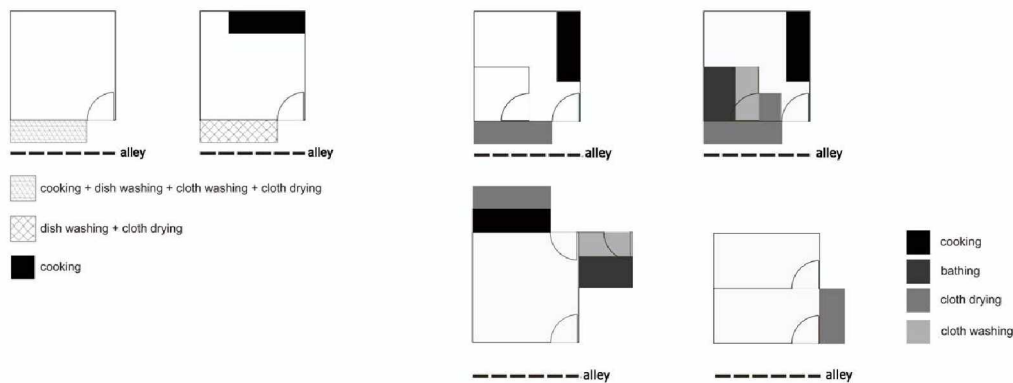 alley
alley
alley
alley
cooking + dish washing + cloth washing + cloth drying
dish washing + cloth drying
cooking
cooking
bathing
cloth drying
cloth washing
alley
alley